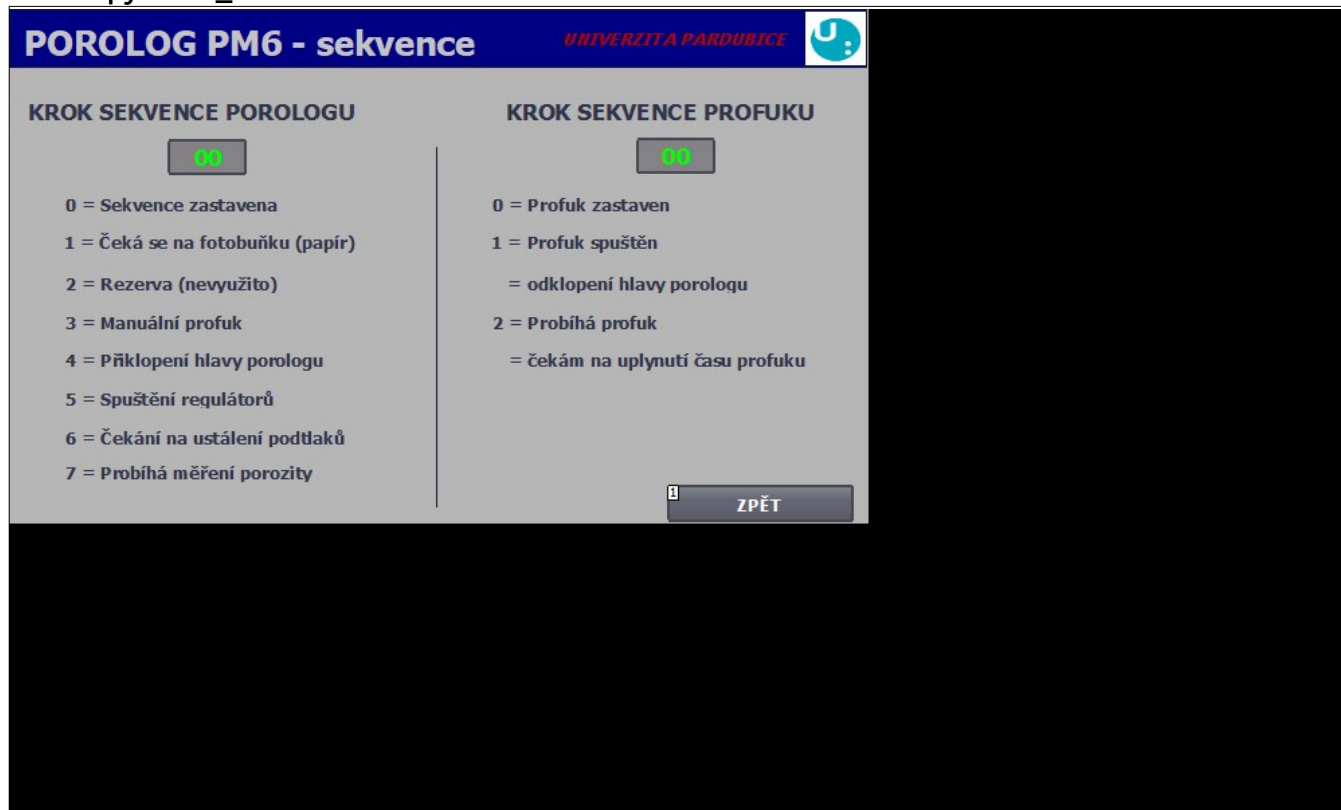 POROLOG PM6 - sekvence
UNIVERZITA PARDUBICE
U:
KROK SEKVENCE POROLOGU
00
0 = Sekvence zastavena
1 = Čeká se na fotobuňku (papír)
2 = Rezerva (nevyužito)
3 = Manuální profuk
4 = Přiklopení hlavy porologu
5 = Spuštění regulátorů
6 = Čekání na ustálení podtlaků
7 = Probíhá měření porozity
KROK SEKVENCE PROFUKU
00
0 = Profuk zastaven
1 = Profuk spuštěn
= odklopení hlavy porologu
2 = Probíhá profuk
= čekám na uplynutí času profuku
1
ZPĚT